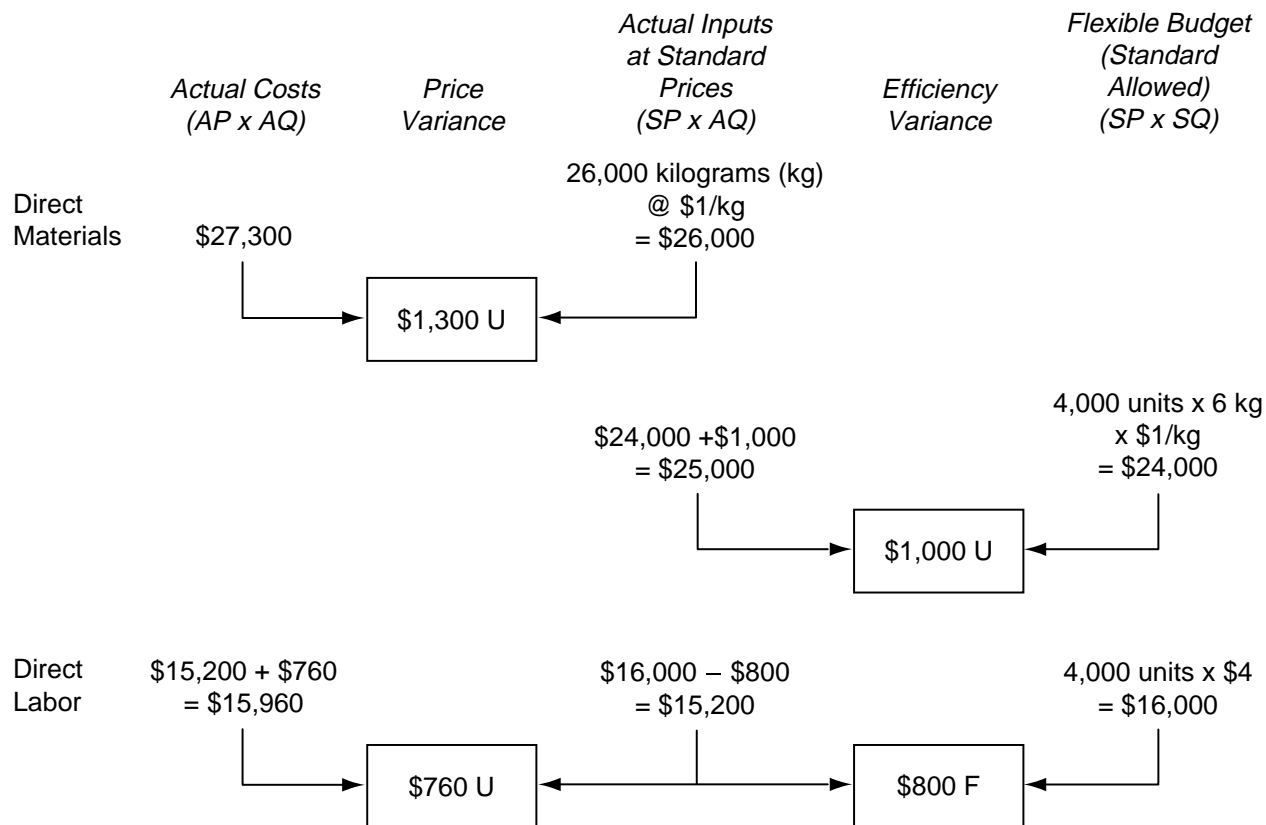 Actual Costs
(AP x AQ)
Price
Variance
Actual Inputs
at Standard
Prices
(SP x AQ)
Efficiency
Variance
Flexible Budget
(Standard
Allowed)
(SP x SQ)
Direct
Materials
$27,300
26,000 kilograms (kg)
@ $1/kg
= $26,000
$1,300 U
$24,000 +$1,000
= $25,000
4,000 units x 6 kg
x $1/kg
= $24,000
$1,000 U
Direct
Labor
$15,200 + $760
= $15,960
$16,000 – $800
= $15,200
4,000 units x $4
= $16,000
$760 U
$800 F